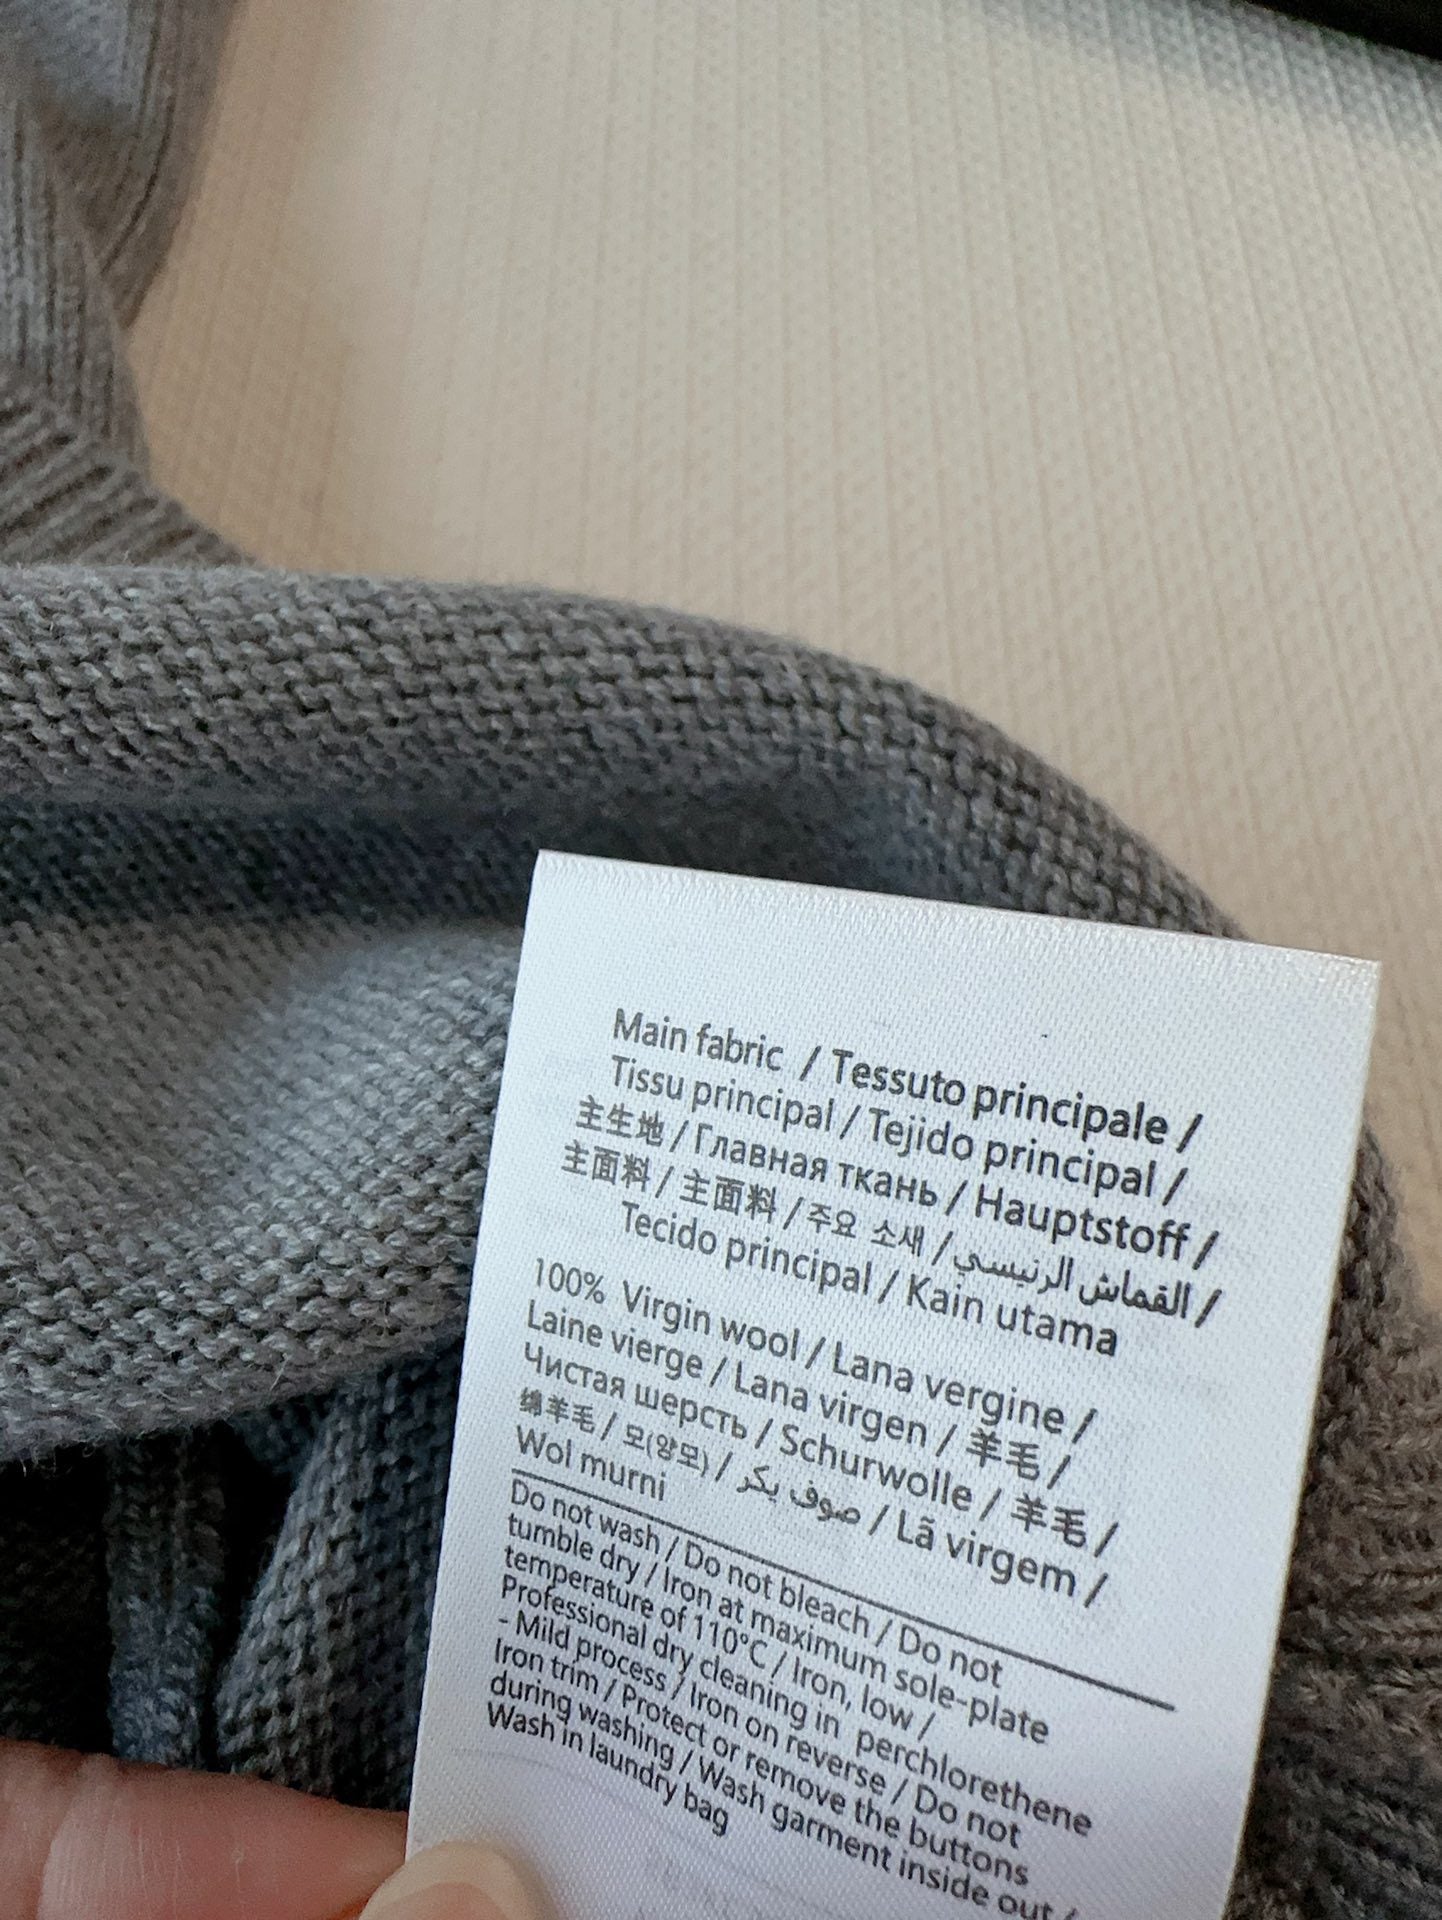 Main fabric / Tessuto principale /
Tissu principal / Tejido principal /
主生地 / Главная ткань / Hauptstoff /
主面料 / 主面料 / 주요 소새 / القماش الرئيسي /
Tecido principal / Kain utama
100% Virgin wool / Lana vergine /
Laine vierge / Lana virgen / 羊毛 /
Чистая шерсть / Schurwolle / 羊毛 /
绵羊毛 / 모(양모) / صوف بكر / Lã virgem /
Wol murni
Do not wash / Do not bleach / Do not
tumble dry / Iron at maximum sole-plate
temperature of 110°C / Iron, low /
Professional dry cleaning in perchlorethene
- Mild process / Iron on reverse / Do not
Iron trim / Protect or remove the buttons
during washing / Wash garment inside out /
Wash in laundry bag